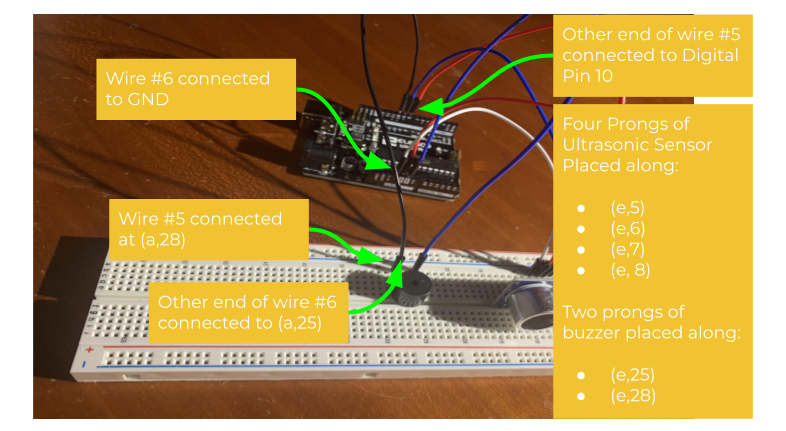 Other end of wire #5
connected to Digital
Pin 10
Wire #6 connected
to GND
Four Prongs of
Ultrasonic Sensor
Placed along:
● (e,5)
● (e,6)
● (e,7)
● (e, 8)
Wire #5 connected
at (a,28)
Other end of wire #6
connected to (a,25)
Two prongs of
buzzer placed along:
● (e,25)
● (e,28)